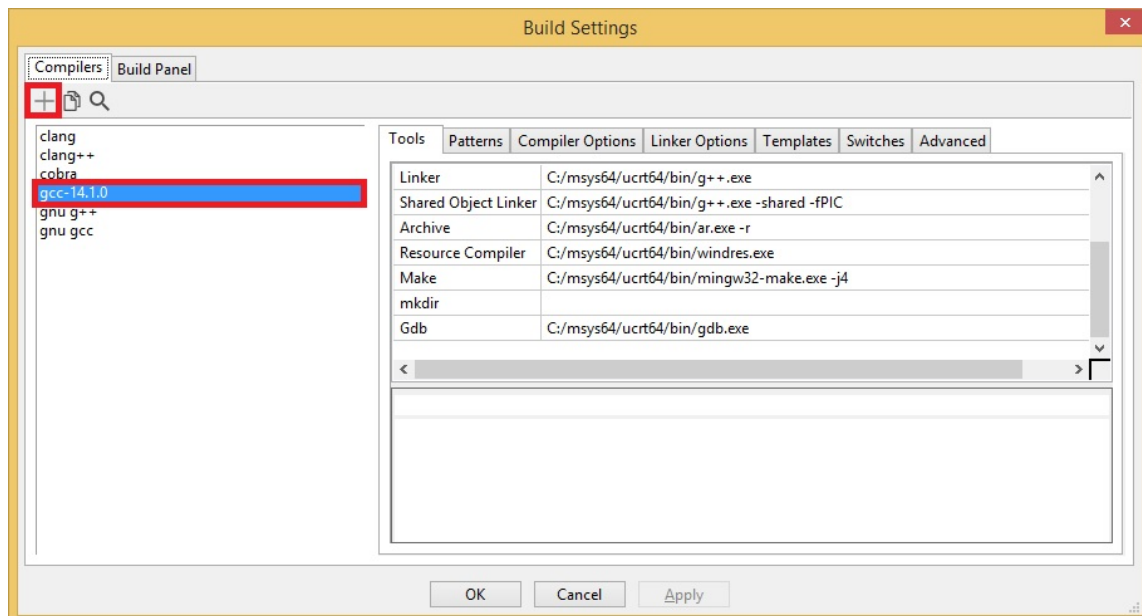 Build Settings
Compilers
Build Panel
clang
clang++
cobra
gcc-14.1.0
gnu g++
gnu gcc
Tools Patterns Compiler Options Linker Options Templates Switches Advanced
Linker C:/msys64/ucrt64/bin/g++.exe
Shared Object Linker C:/msys64/ucrt64/bin/g++.exe -shared -fPIC
Archive C:/msys64/ucrt64/bin/ar.exe -r
Resource Compiler C:/msys64/ucrt64/bin/windres.exe
Make C:/msys64/ucrt64/bin/mingw32-make.exe -j4
mkdir
Gdb C:/msys64/ucrt64/bin/gdb.exe
OK Cancel Apply